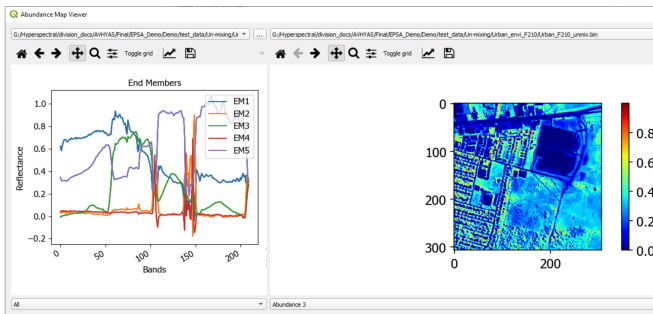 Abundance Map Viewer
G:/Hyperspectral/division_docs/AVHYAS/Final/EPSA_Demo/Demo/test_data/Un-mixing/Ur
...
G:/Hyperspectral/division_docs/AVHYAS/Final/EPSA_Demo/Demo/test_data/Un-mixing/Urban_envi_F210/Urban_F210_unmix.bin
Toggle grid
»
Toggle grid
End Members
EM1
EM2
EM3
EM4
EM5
1.0
0.8
0.6
0.4
0.2
0.0
−0.2
Reflectance
0
50
100
150
200
Bands
0
100
200
300
0
200
0.8
0.6
0.4
0.2
0.0
All
Abundance 3